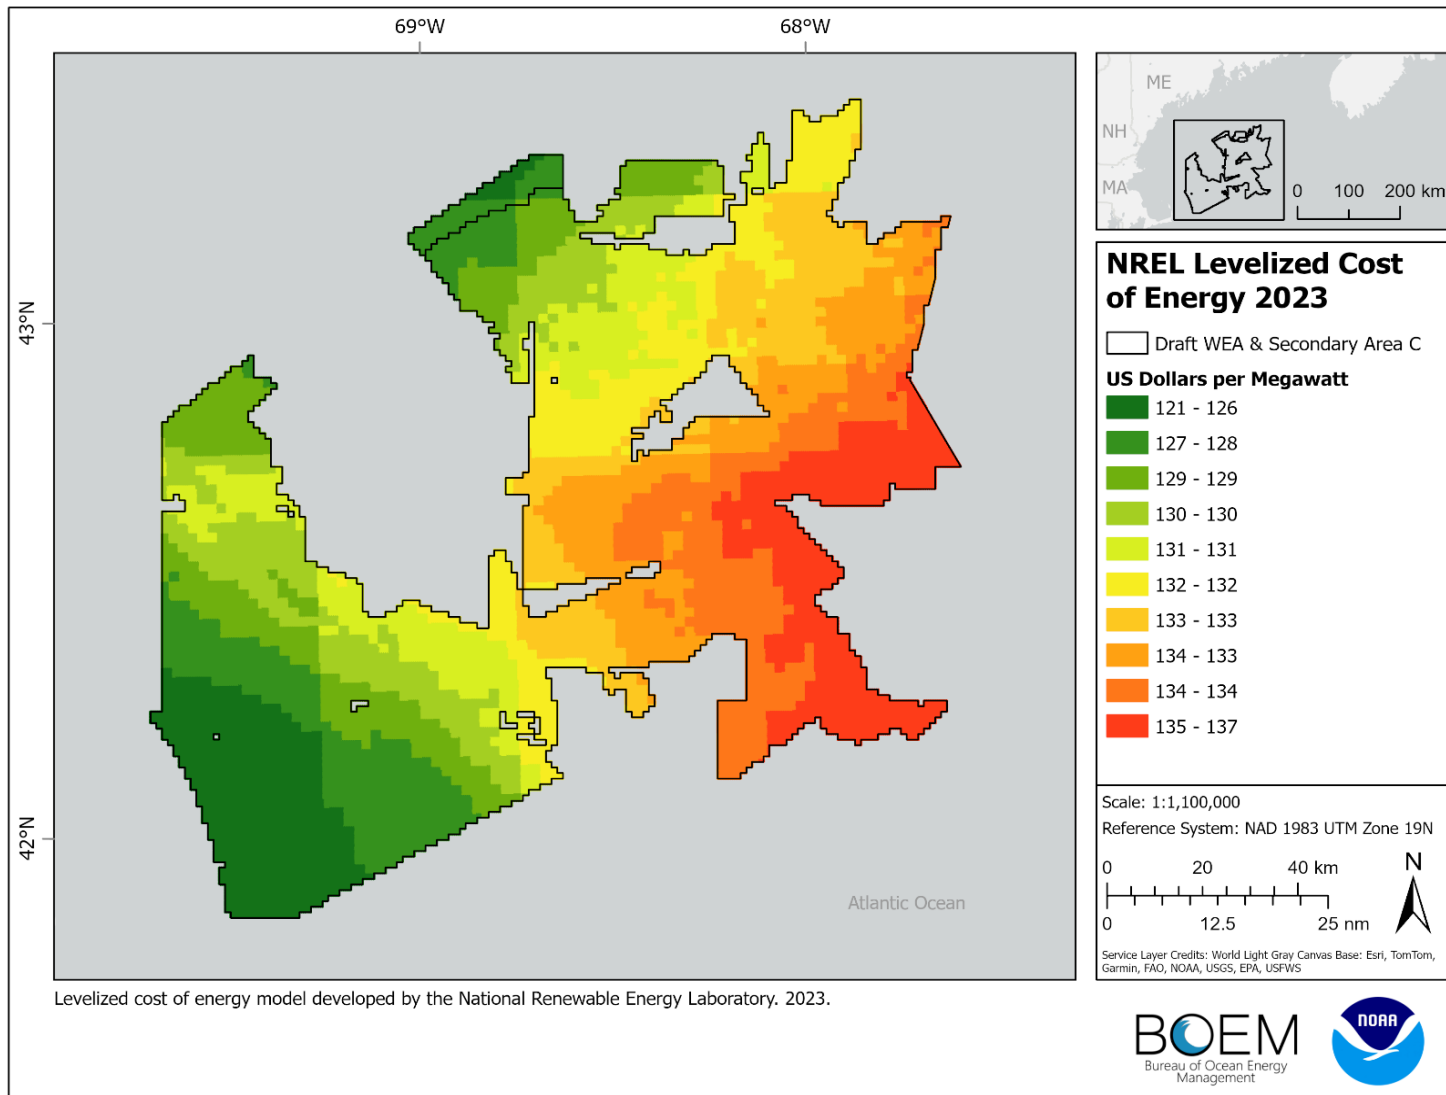 69°W
68°W
43°N
42°N
Atlantic Ocean
ME
NH
MA
0 100 200 km
NREL Levelized Cost
of Energy 2023
Draft WEA & Secondary Area C
US Dollars per Megawatt
121 - 126
127 - 128
129 - 129
130 - 130
131 - 131
132 - 132
133 - 133
134 - 133
134 - 134
135 - 137
Scale: 1:1,100,000
Reference System: NAD 1983 UTM Zone 19N
0 20 40 km
0 12.5 25 nm
N
Service Layer Credits: World Light Gray Canvas Base: Esri, TomTom,
Garmin, FAO, NOAA, USGS, EPA, USFWS
Levelized cost of energy model developed by the National Renewable Energy Laboratory. 2023.
BOEM
Bureau of Ocean Energy
Management
NOAA